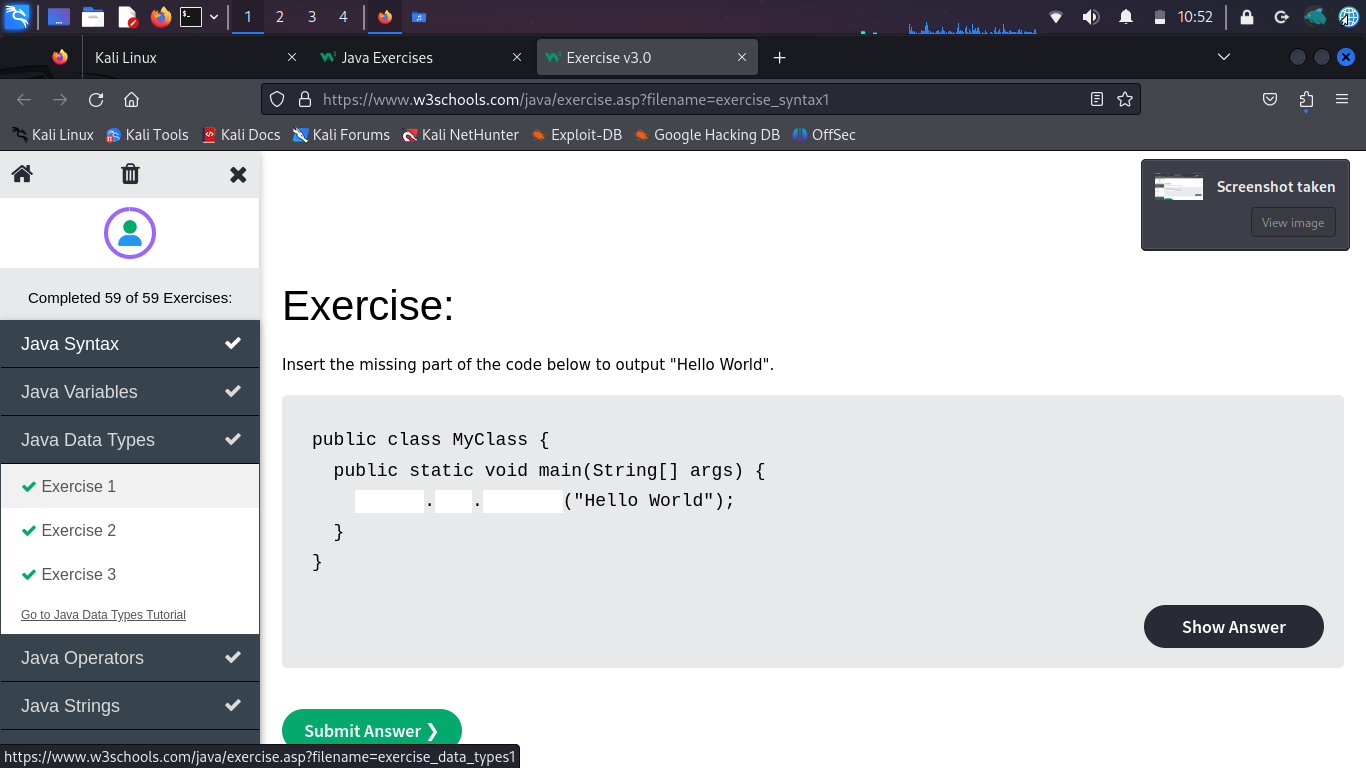 1 2 3 4 10:52
Kali Linux Java Exercises Exercise v3.0
https://www.w3schools.com/java/exercise.asp?filename=exercise_syntax1
Kali Linux Kali Tools Kali Docs Kali Forums Kali NetHunter Exploit-DB Google Hacking DB OffSec
Screenshot taken
View image
Completed 59 of 59 Exercises:
Java Syntax
Java Variables
Java Data Types
Exercise 1
Exercise 2
Exercise 3
Go to Java Data Types Tutorial
Java Operators
Java Strings
Exercise:
Insert the missing part of the code below to output "Hello World".
public class MyClass {
public static void main(String[] args) {
. . ("Hello World");
}
}
Show Answer
Submit Answer ❯
https://www.w3schools.com/java/exercise.asp?filename=exercise_data_types1